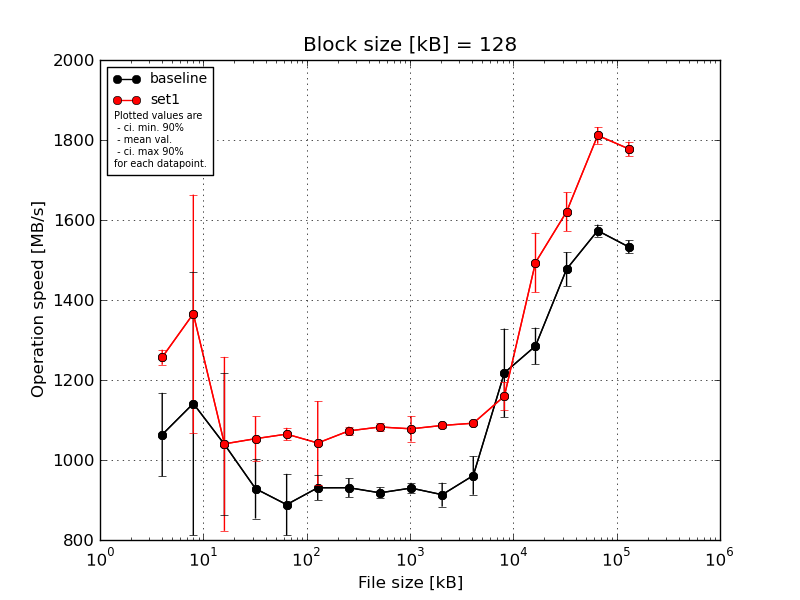 Block size [kB] = 128
baseline
set1
Plotted values are
- ci. min. 90%
- mean val.
- ci. max 90%
for each datapoint.
2000
1800
1600
1400
1200
1000
800
Operation speed [MB/s]
10^0 10^1 10^2 10^3 10^4 10^5 10^6
File size [kB]